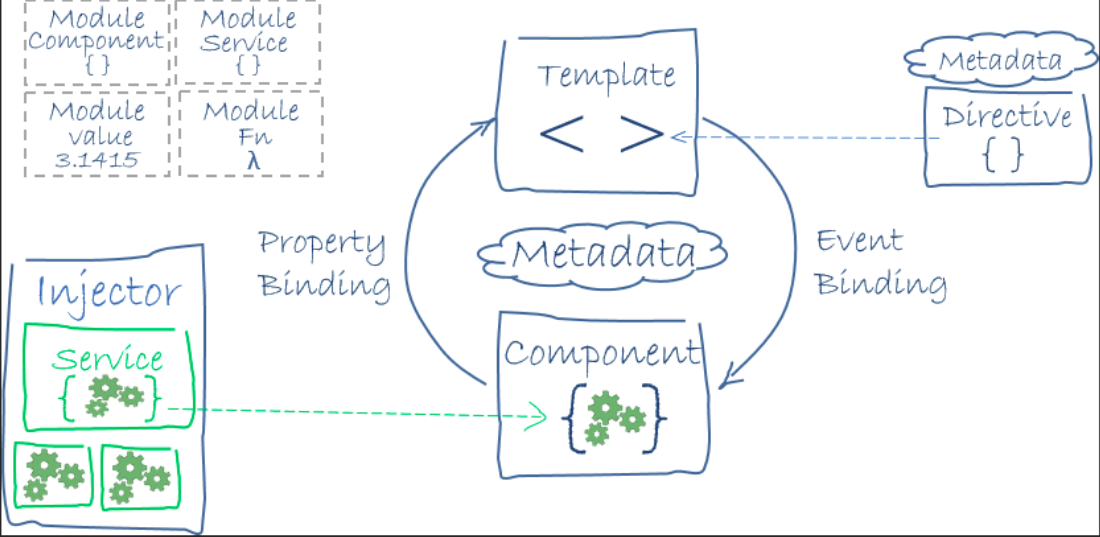 Module
Component
{ }
Module
Service
{ }
Module
value
3.1415
Module
Fn
λ
Template
< >
Metadata
Directive
{ }
Property
Binding
Metadata
Event
Binding
Injector
Service
{ }
Component
{ }